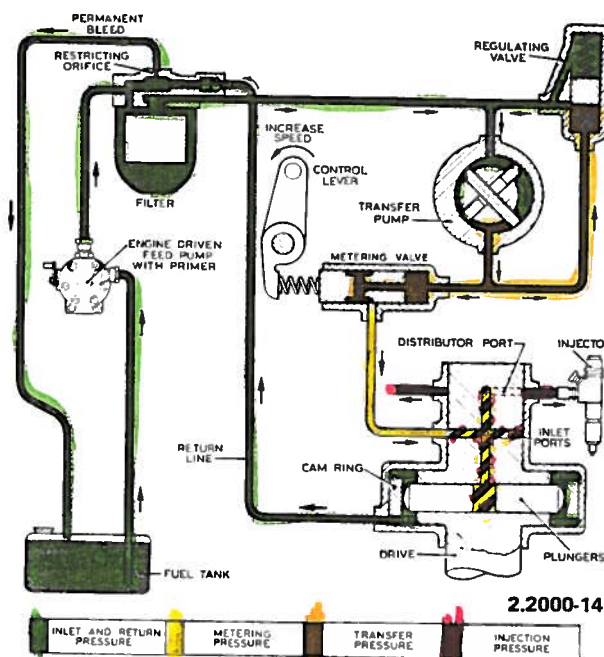 PERMANENT
BLEED
RESTRICTING
ORIFICE
REGULATING
VALVE
INCREASE
SPEED
CONTROL
LEVER
FILTER
TRANSFER
PUMP
ENGINE DRIVEN
FEED PUMP
WITH PRIMER
METERING VALVE
DISTRIBUTOR PORT
INJECTO
INLET
PORTS
RETURN
LINE
CAM RING
DRIVE
PLUNGERS
FUEL TANK
2.2000-14
INLET AND RETURN
PRESSURE
METERING
PRESSURE
TRANSFER
PRESSURE
INJECTION
PRESSURE